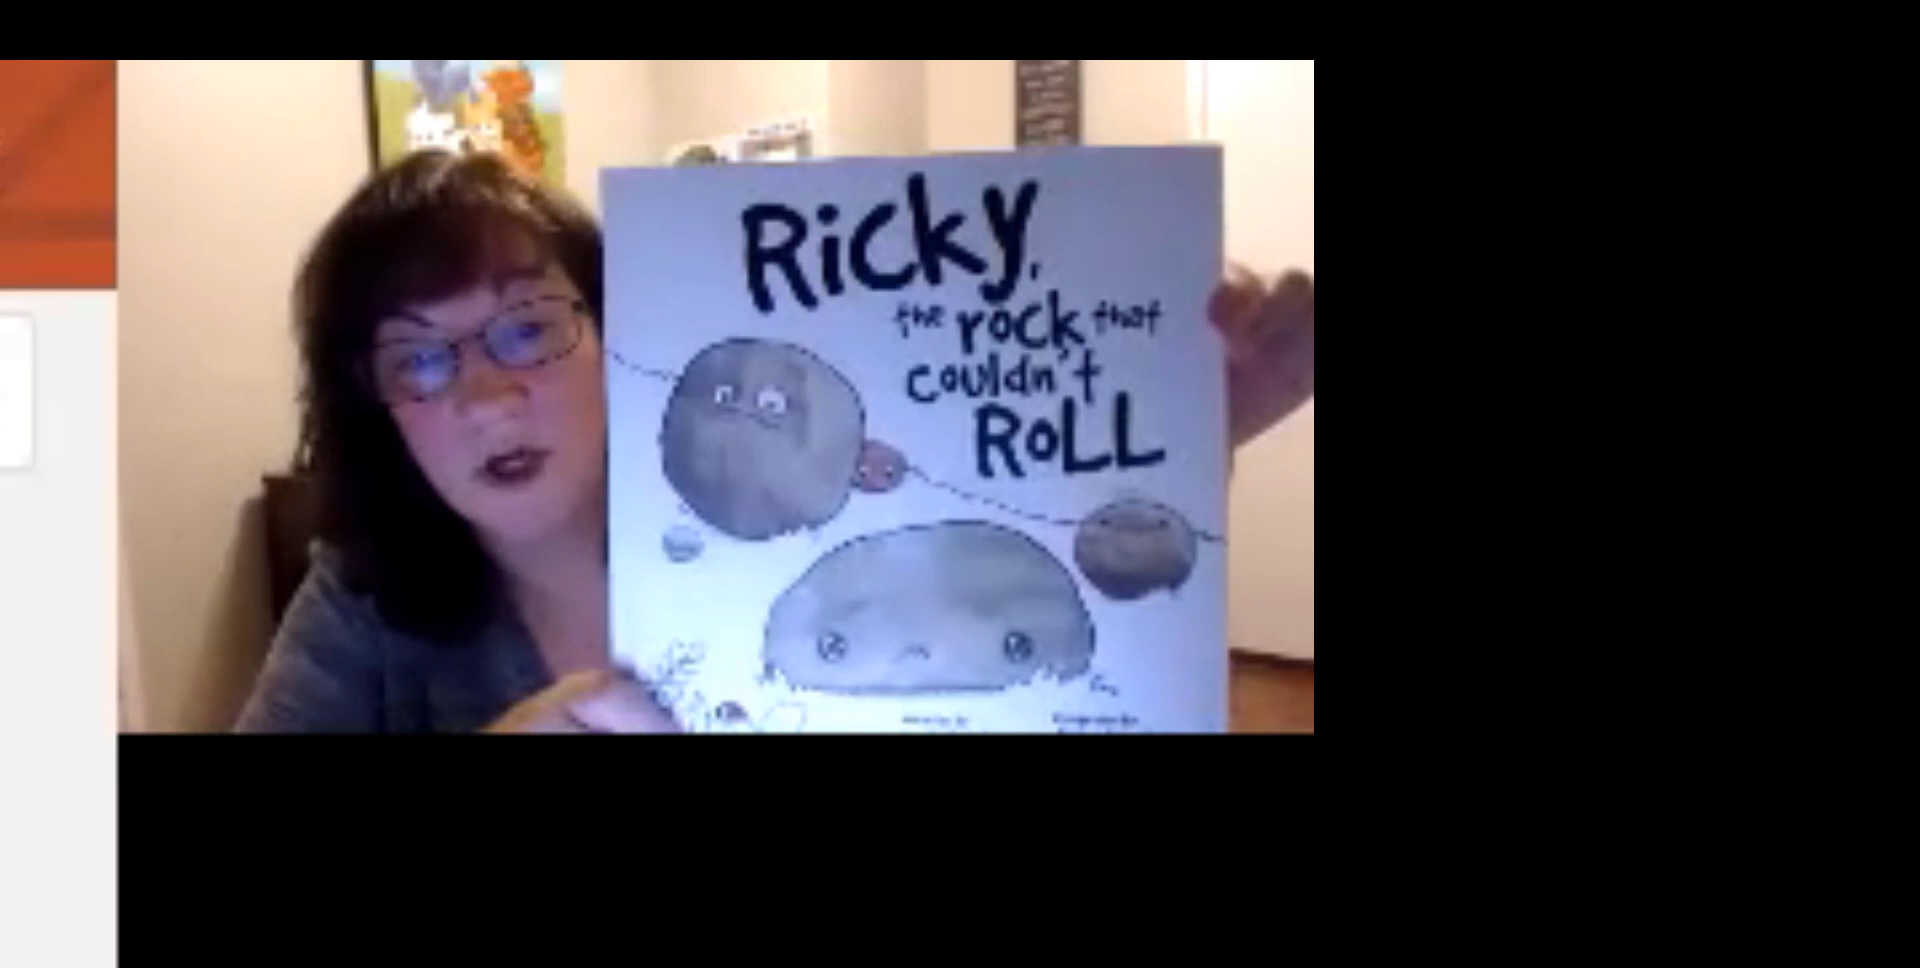 Ricky,
the rock that
couldn't
ROLL